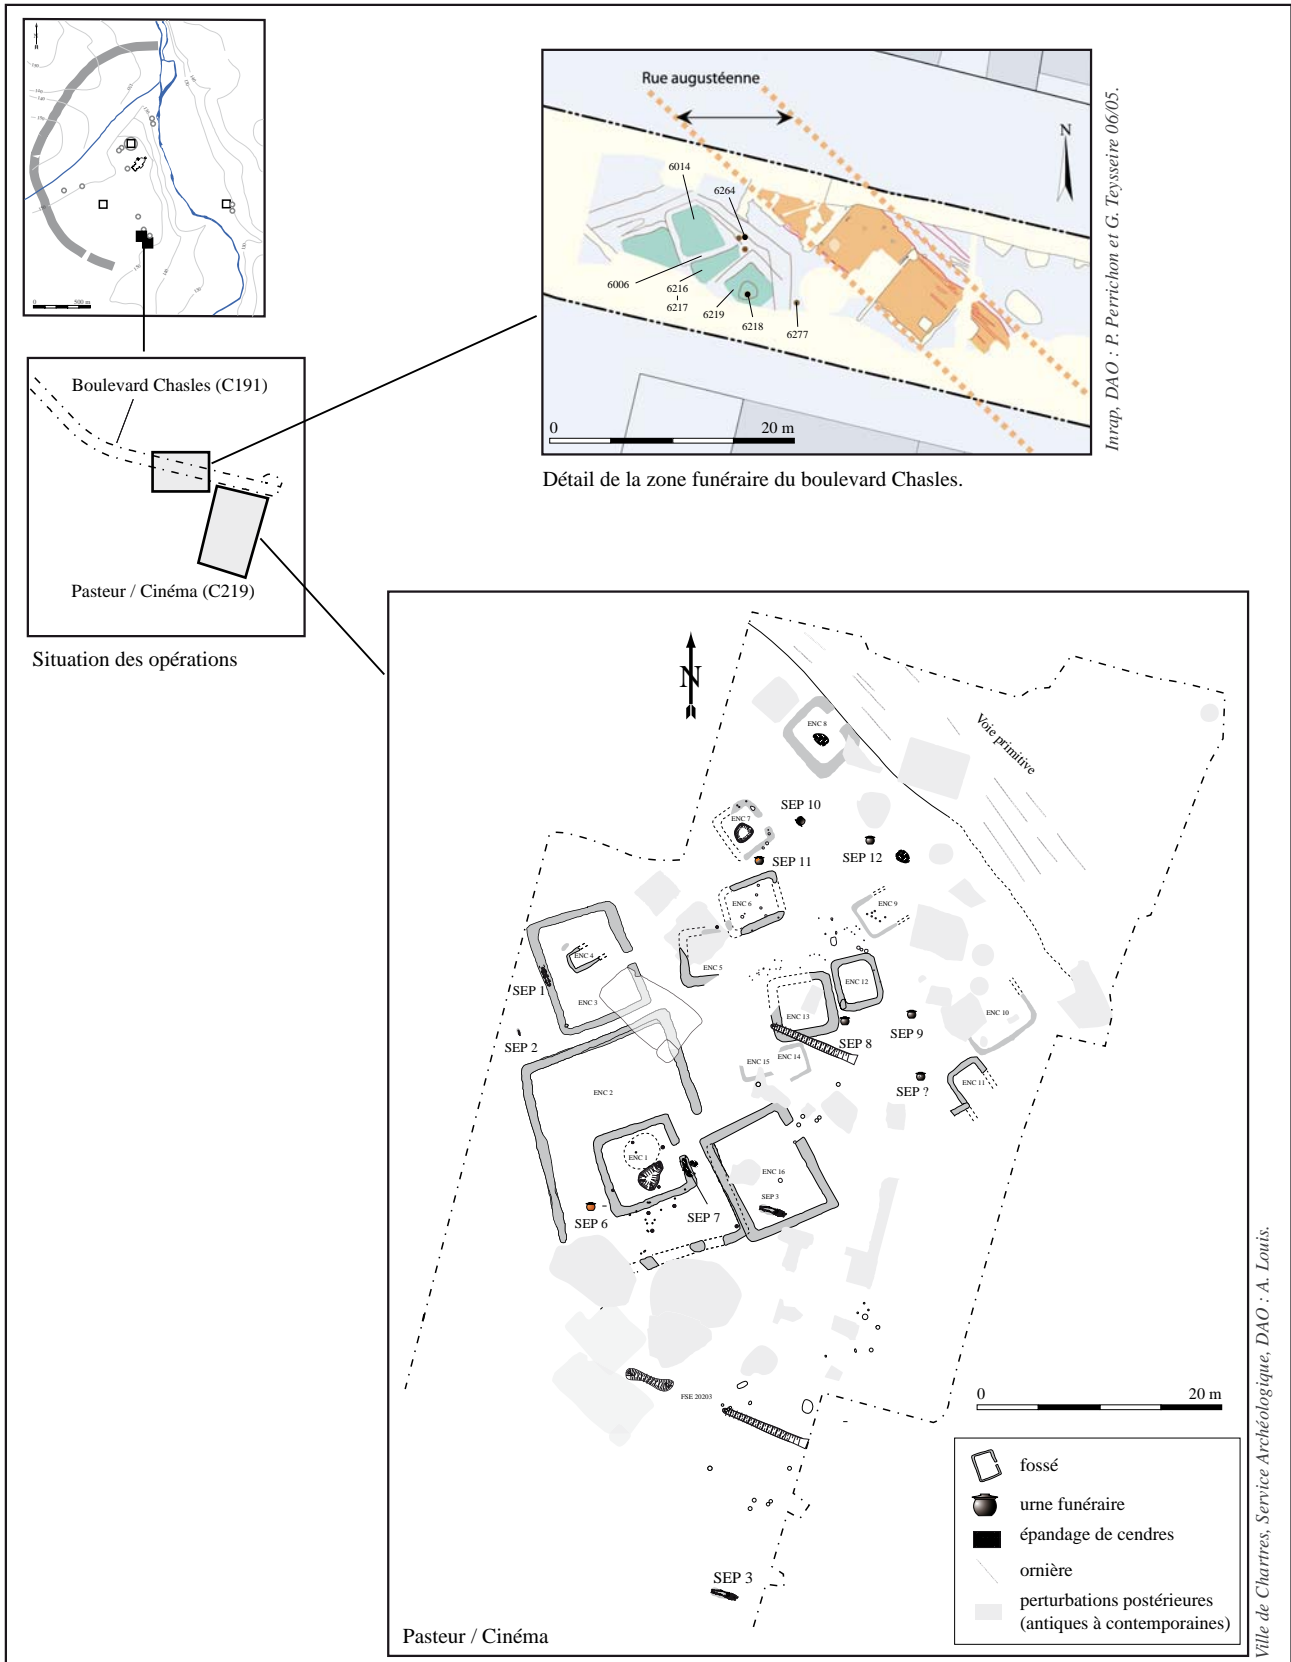 N
0 500 m
Boulevard Chasles (C191)
Pasteur / Cinéma (C219)
Situation des opérations
Rue augustéenne
N
6014
6264
6006
6216
6217
6219
6218
6277
0 20 m
Détail de la zone funéraire du boulevard Chasles.
Inrap, DAO : P. Perrichon et G. Teysseire 06/05.
N
Voie primitive
ENC 8
SEP 10
ENC 7
SEP 11
SEP 12
ENC 6
ENC 9
ENC 4
ENC 5
SEP 1
ENC 3
ENC 12
ENC 13
ENC 10
SEP 2
SEP 8
SEP 9
ENC 15
ENC 14
SEP ?
ENC 11
ENC 2
ENC 1
ENC 16
SEP 3
SEP 6
SEP 7
FSE 20203
0 20 m
SEP 3
fossé
urne funéraire
épandage de cendres
ornière
perturbations postérieures
(antiques à contemporaines)
Pasteur / Cinéma
Ville de Chartres, Service Archéologique, DAO : A. Louis.